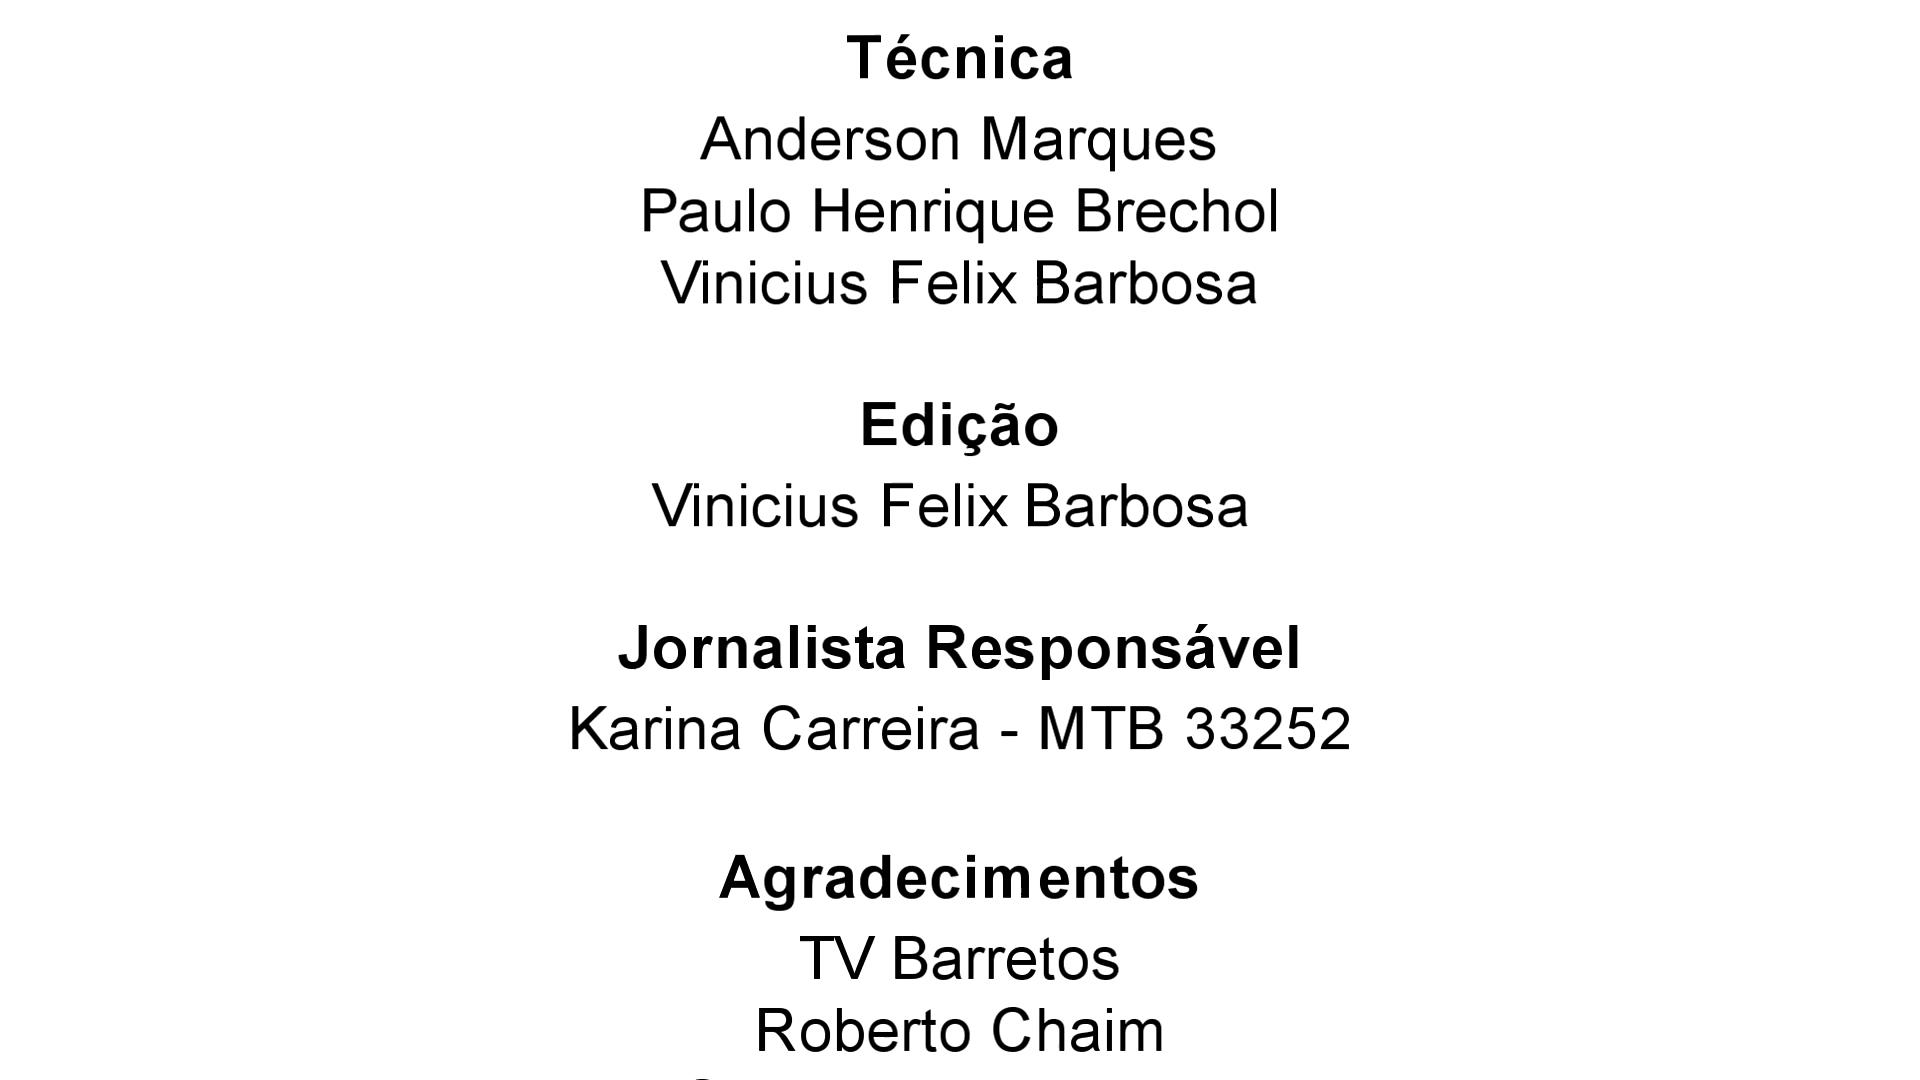 Técnica
Anderson Marques
Paulo Henrique Brechol
Vinicius Felix Barbosa
Edição
Vinicius Felix Barbosa
Jornalista Responsável
Karina Carreira - MTB 33252
Agradecimentos
TV Barretos
Roberto Chaim